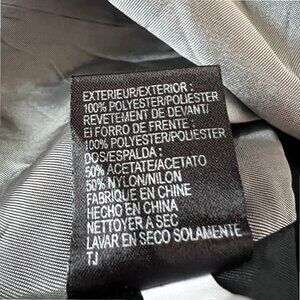 EXTERIEUR/EXTERIOR :
100% POLYESTER/POLIESTER
REVETEMENT DE DEVANT/
El FORRO DE FRENTE :
100% POLYESTER/POLIESTER
DOS/ESPALDA :
50% ACETATE/ACETATO
50% NYLON/NILON
FABRIQUE EN CHINE
HECHO EN CHINA
NETTOYER A SEC
LAVAR EN SECO SOLAMENTE
TJ